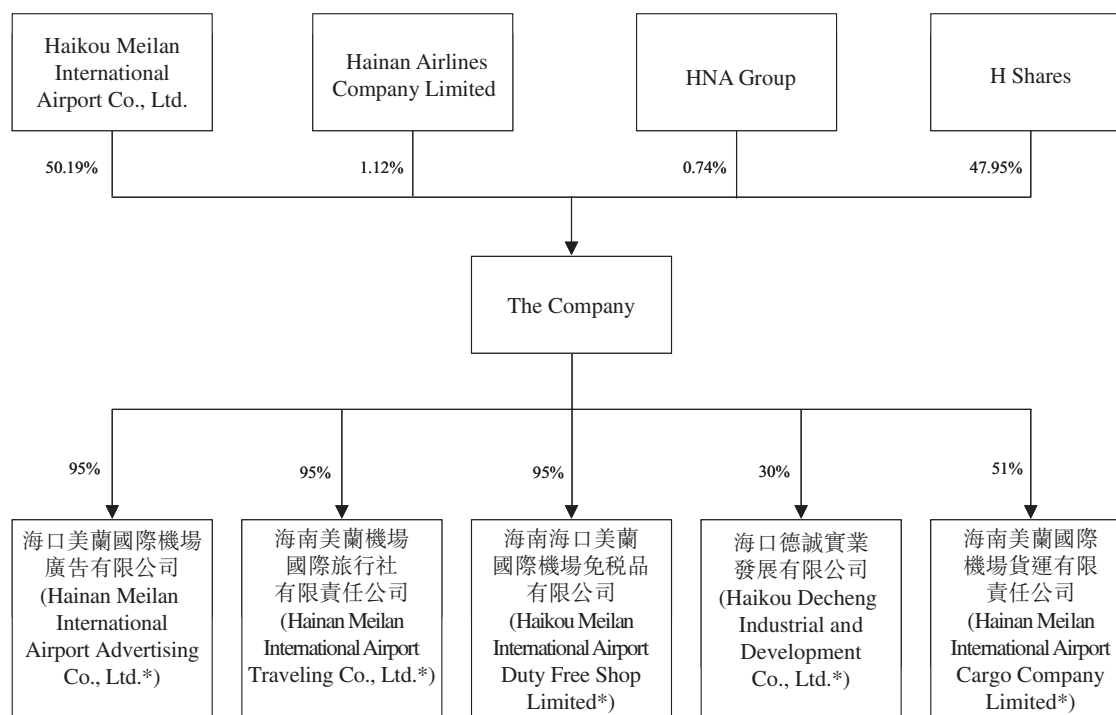 Haikou Meilan
International
Airport Co., Ltd.
Hainan Airlines
Company Limited
HNA Group
H Shares
50.19%
1.12%
0.74%
47.95%
The Company
95%
95%
95%
30%
51%
海口美蘭國際機場
廣告有限公司
(Hainan Meilan
International
Airport Advertising
Co., Ltd.*)
海南美蘭機場
國際旅行社
有限責任公司
(Hainan Meilan
International Airport
Traveling Co., Ltd.*)
海南海口美蘭
國際機場免税品
有限公司
(Haikou Meilan
International Airport
Duty Free Shop
Limited*)
海口德誠實業
發展有限公司
(Haikou Decheng
Industrial and
Development
Co., Ltd.*)
海南美蘭國際
機場貨運有限
責任公司
(Hainan Meilan
International Airport
Cargo Company
Limited*)